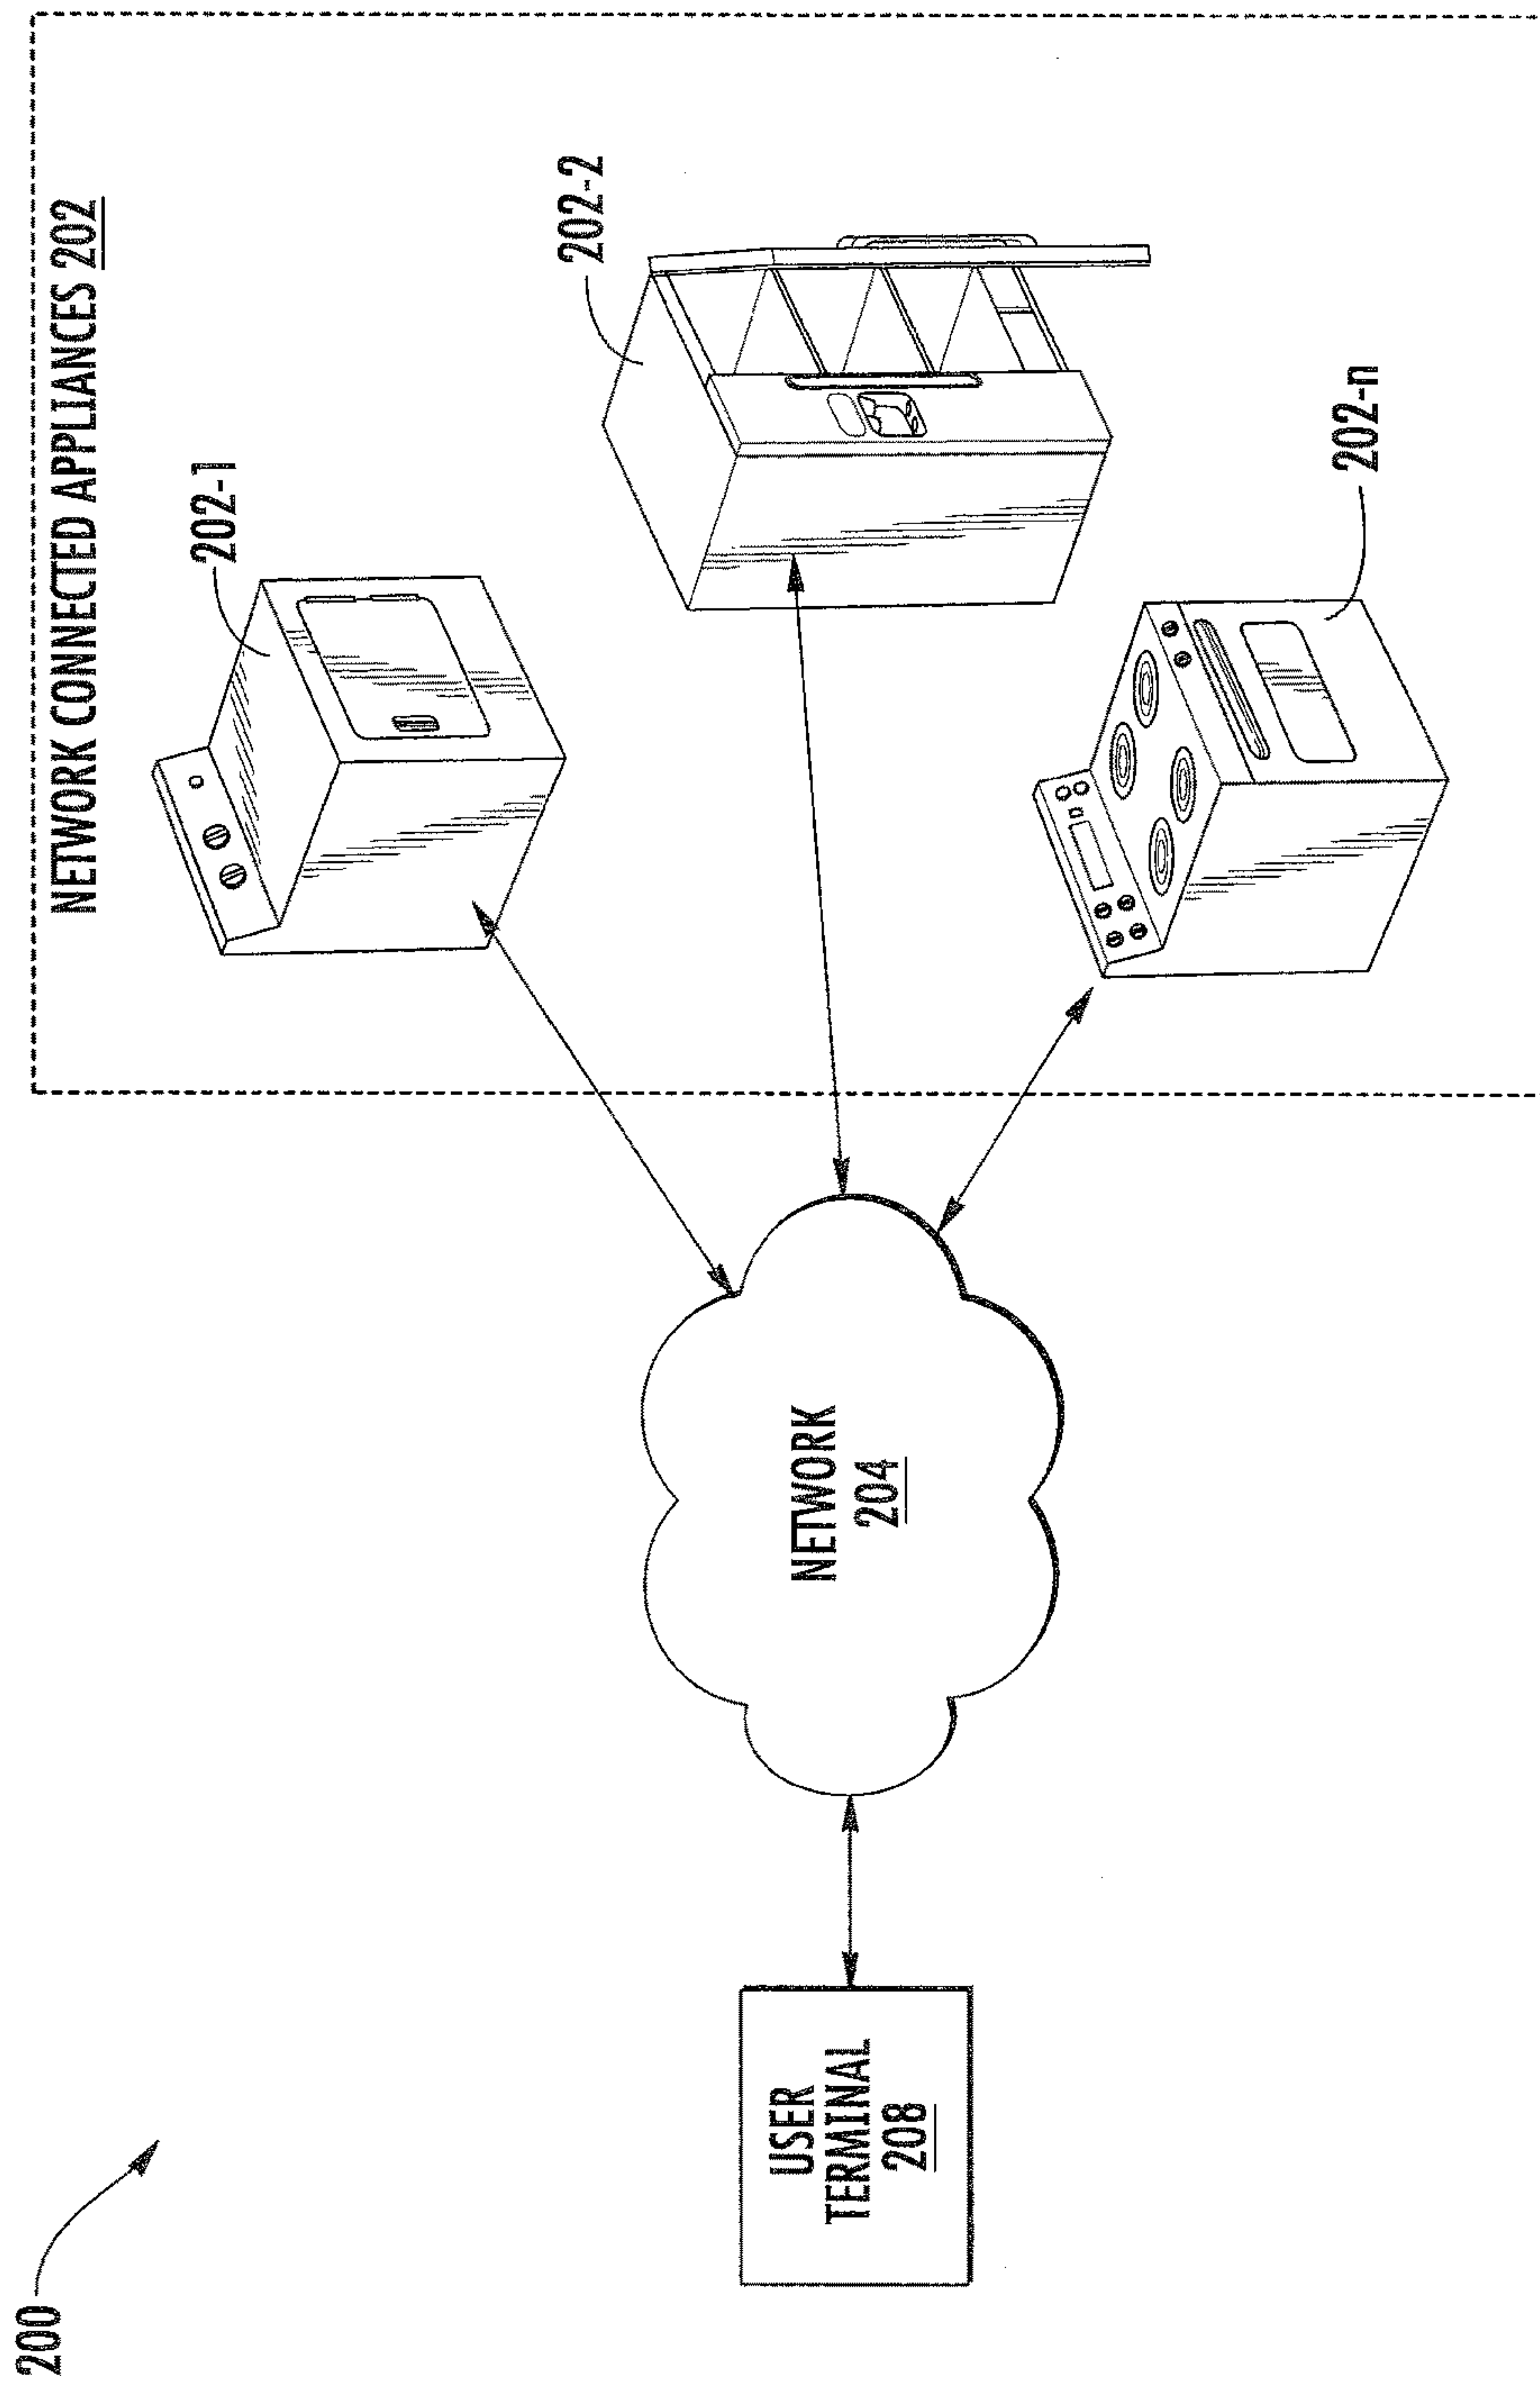 200
NETWORK CONNECTED APPLIANCES 202
202-1
202-2
202-n
NETWORK
204
USER
TERMINAL
208